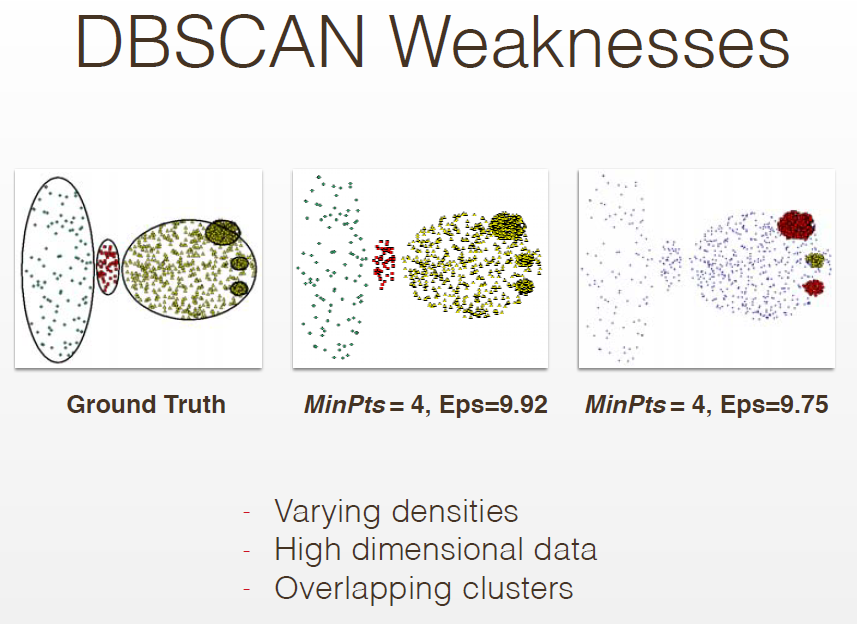 DBSCAN Weaknesses
Ground Truth
MinPts = 4, Eps=9.92
MinPts = 4, Eps=9.75
- Varying densities
- High dimensional data
- Overlapping clusters